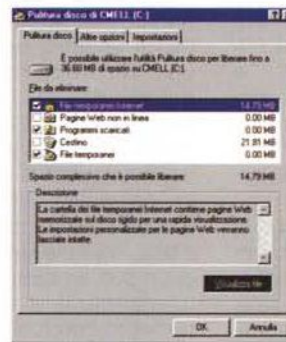 Pulitura disco di CMELL (C:)
Pulitura disco Altre opzioni Impostazioni
È possibile utilizzare l'utilità Pulitura disco per liberare fino a
36.60 MB di spazio su CMELL (C:).
File da eliminare:
File temporanei Internet 14.79 MB
Pagine Web non in linea 0.00 MB
Programmi scaricati 0.00 MB
Cestino 21.81 MB
File temporanei 0.00 MB
Spazio complessivo che è possibile liberare: 14.79 MB
Descrizione
La cartella dei file temporanei Internet contiene pagine Web
memorizzate sul disco rigido per una rapida visualizzazione.
Le impostazioni personalizzate per le pagine Web verranno
lasciate intatte.
Visualizza file
OK Annulla